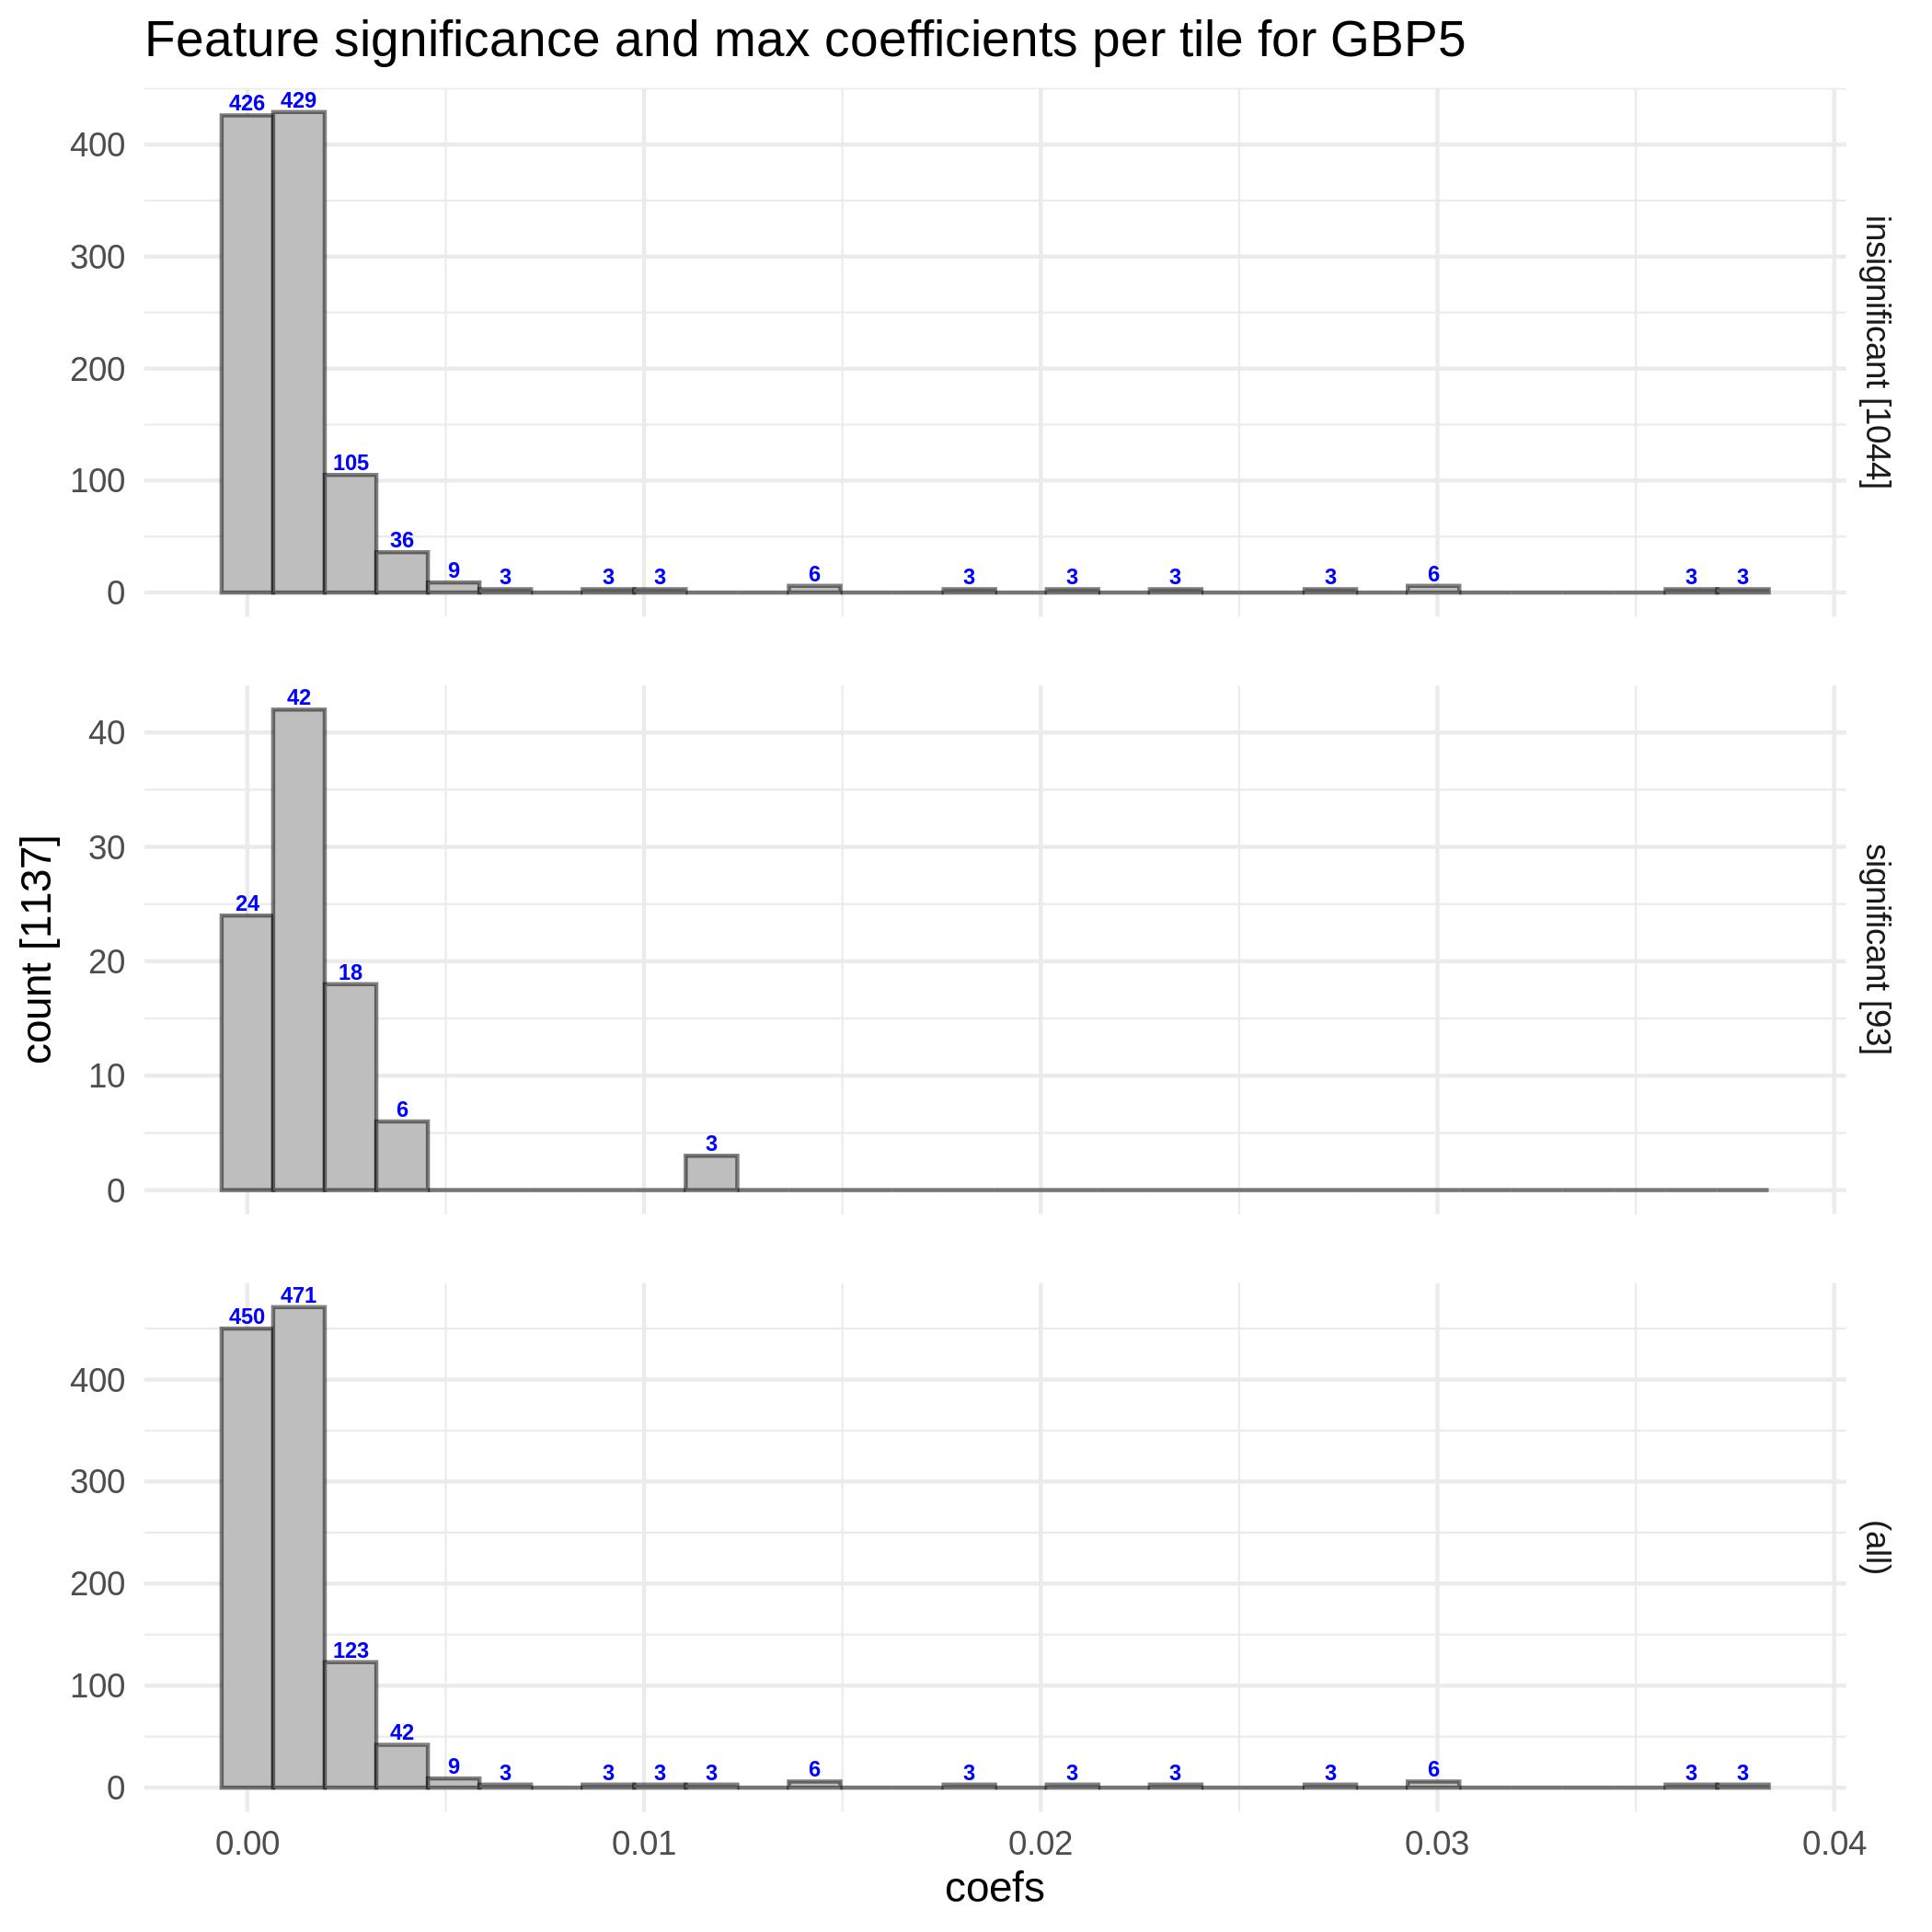 Feature significance and max coefficients per tile for GBP5
426 429 105 36 9 3 3 3 6 3 3 3 3 6 3 3
400
300
200
100
0
insignificant [1044]
42 24 18 6 3
40
30
20
10
0
significant [93]
count [1137]
450 471 123 42 9 3 3 3 3 6 3 3 3 3 6 3 3
400
300
200
100
0
(all)
0.00 0.01 0.02 0.03 0.04
coefs